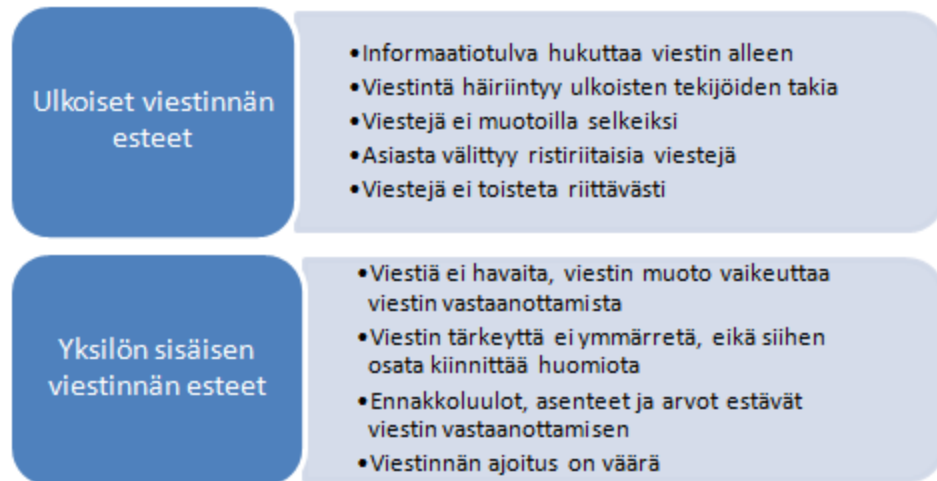 Ulkoiset viestinnän
esteet
•Informaatiotulva hukuttaa viestin alleen
•Viestintä häiriintyy ulkoisten tekijöiden takia
•Viestejä ei muotoilla selkeiksi
•Asiasta välittyy ristiriitaisia viestejä
•Viestejä ei toisteta riittävästi
Yksilön sisäisen
viestinnän esteet
•Viestiä ei havaita, viestin muoto vaikeuttaa
viestin vastaanottamista
•Viestin tärkeyttä ei ymmärretä, eikä siihen
osata kiinnittää huomiota
•Ennakkoluulot, asenteet ja arvot estävät
viestin vastaanottamisen
•Viestinnän ajoitus on väärä